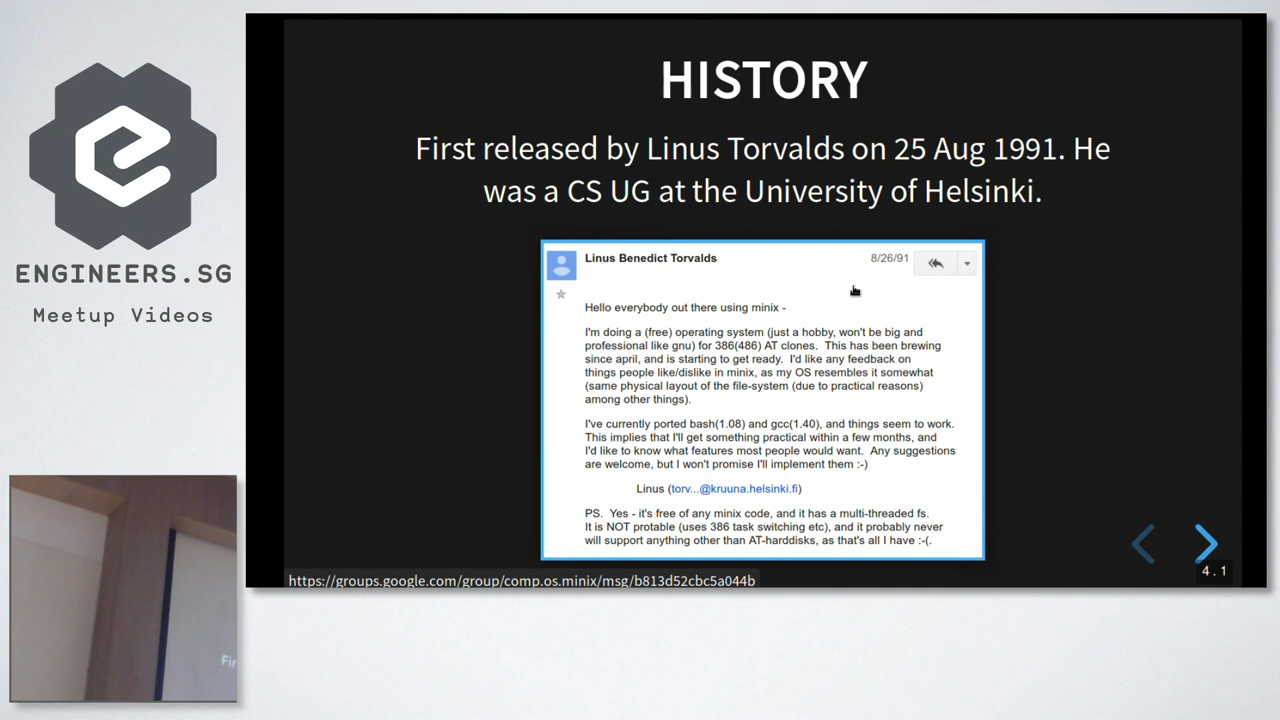 ENGINEERS.SG
Meetup Videos
HISTORY
First released by Linus Torvalds on 25 Aug 1991. He
was a CS UG at the University of Helsinki.
Linus Benedict Torvalds
8/26/91
Hello everybody out there using minix -
I'm doing a (free) operating system (just a hobby, won't be big and
professional like gnu) for 386(486) AT clones. This has been brewing
since april, and is starting to get ready. I'd like any feedback on
things people like/dislike in minix, as my OS resembles it somewhat
(same physical layout of the file-system (due to practical reasons)
among other things).
I've currently ported bash(1.08) and gcc(1.40), and things seem to work.
This implies that I'll get something practical within a few months, and
I'd like to know what features most people would want. Any suggestions
are welcome, but I won't promise I'll implement them :-)
Linus (torv...@kruuna.helsinki.fi)
PS. Yes - it's free of any minix code, and it has a multi-threaded fs.
It is NOT protable (uses 386 task switching etc), and it probably never
will support anything other than AT-harddisks, as that's all I have :-(.
4.1
https://groups.google.com/group/comp.os.minix/msg/b813d52cbc5a044b
Fir